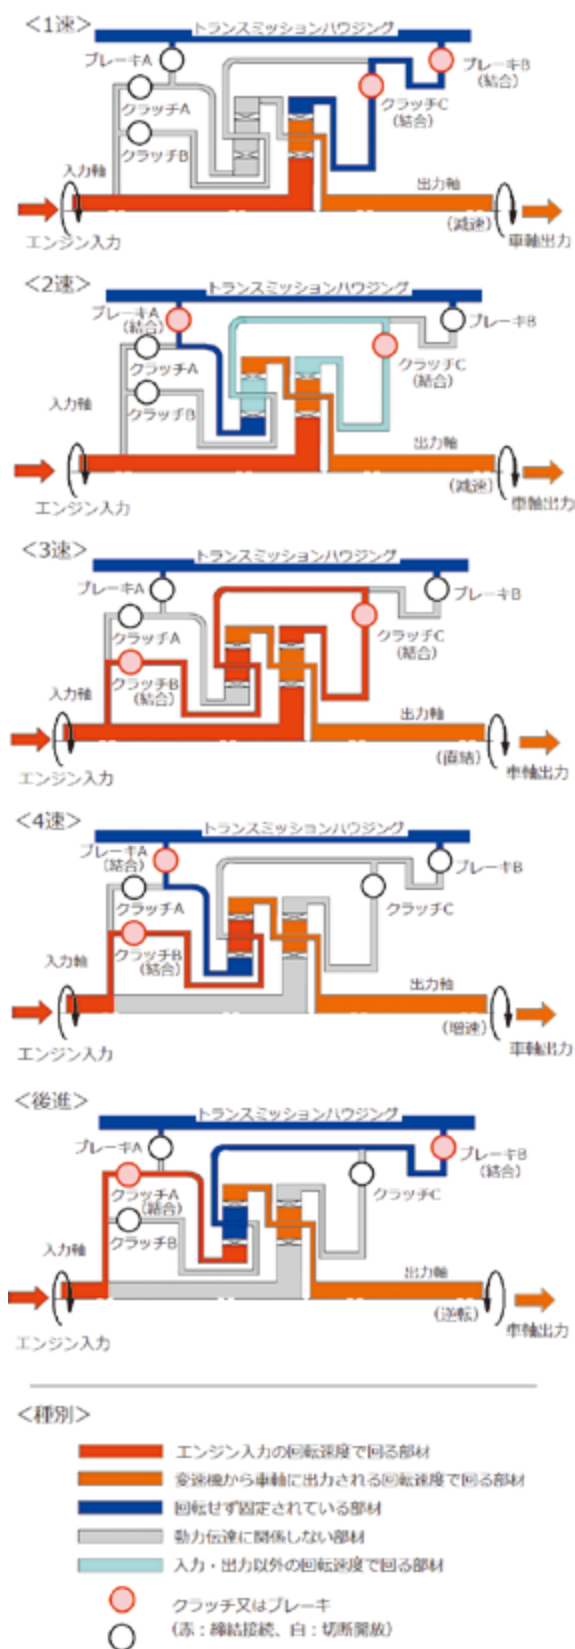 <1速>
トランスミッションハウジング
ブレーキA
ブレーキB
(結合)
クラッチA
クラッチC
(結合)
クラッチB
入力軸
出力軸
(減速)
エンジン入力
車軸出力
<2速>
トランスミッションハウジング
ブレーキA
(結合)
ブレーキB
クラッチA
クラッチC
(結合)
入力軸
クラッチB
出力軸
(減速)
エンジン入力
車軸出力
<3速>
トランスミッションハウジング
ブレーキA
ブレーキB
クラッチA
クラッチC
(結合)
クラッチB
(結合)
入力軸
出力軸
(直結)
エンジン入力
車軸出力
<4速>
トランスミッションハウジング
ブレーキA
(結合)
ブレーキB
クラッチA
クラッチC
クラッチB
(結合)
入力軸
出力軸
(増速)
エンジン入力
車軸出力
<後進>
トランスミッションハウジング
ブレーキA
ブレーキB
(結合)
クラッチA
(結合)
クラッチC
クラッチB
入力軸
出力軸
(逆転)
エンジン入力
車軸出力
<種別>
エンジン入力の回転速度で回る部材
変速機から車軸に出力される回転速度で回る部材
回転せず固定されている部材
動力伝達に関係しない部材
入力・出力以外の回転速度で回る部材
クラッチ又はブレーキ
(赤：締結接続、白：切断開放)